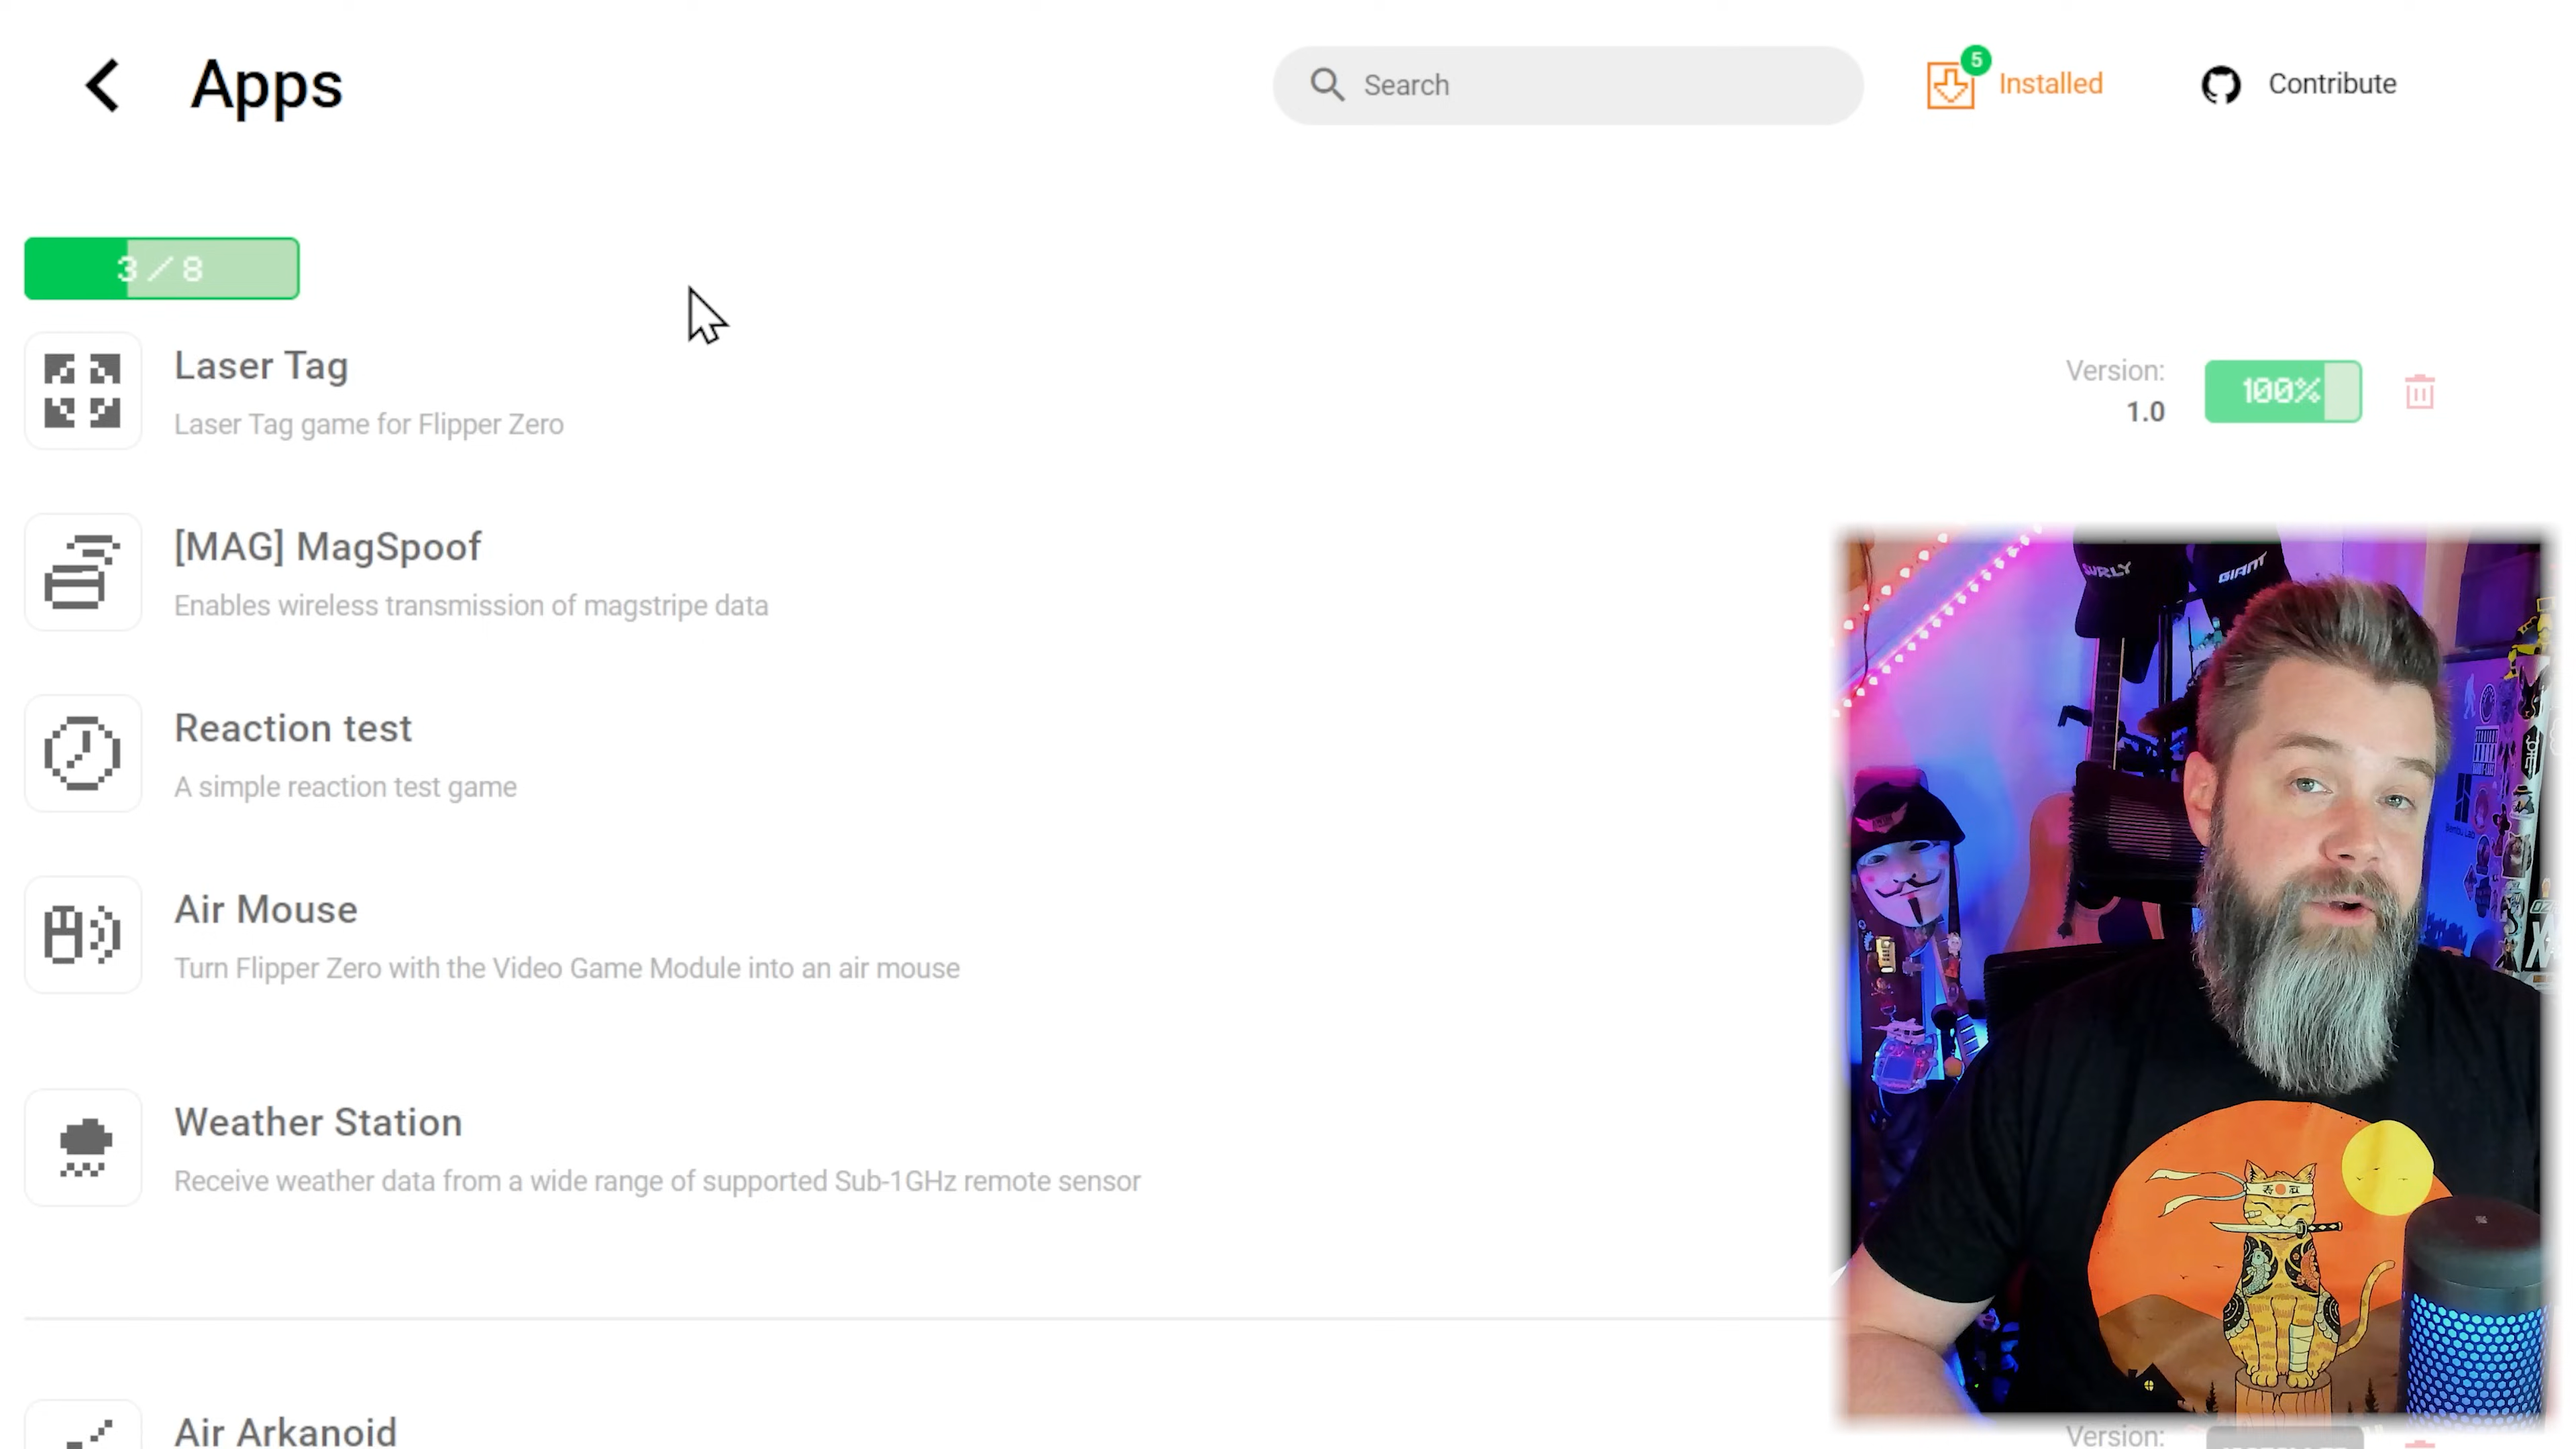 Apps
Search
5
Installed
Contribute
3 / 8
Laser Tag
Laser Tag game for Flipper Zero
Version:
1.0
100%
[MAG] MagSpoof
Enables wireless transmission of magstripe data
SURLY
GIANT
Reaction test
A simple reaction test game
Air Mouse
Turn Flipper Zero with the Video Game Module into an air mouse
Weather Station
Receive weather data from a wide range of supported Sub-1GHz remote sensor
Air Arkanoid
Version: